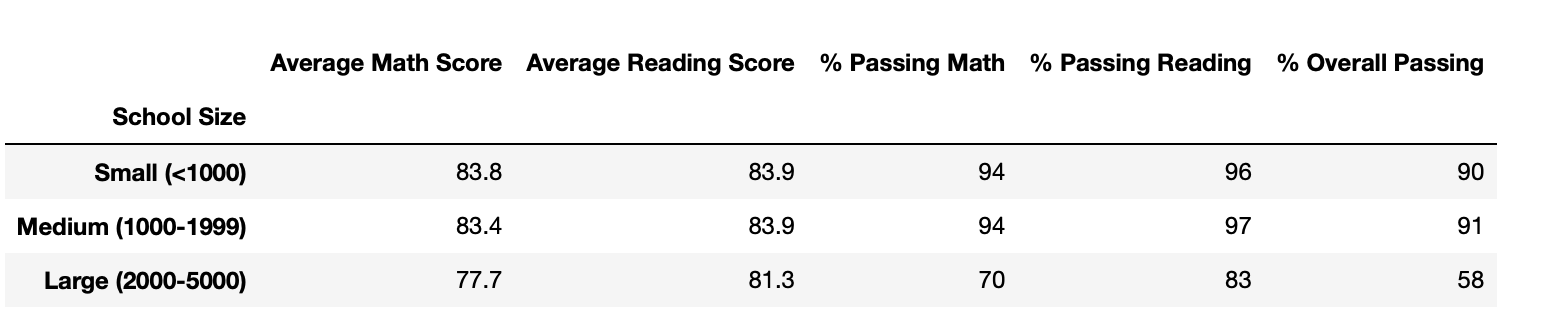 Average Math Score Average Reading Score % Passing Math % Passing Reading % Overall Passing
School Size
Small (<1000) 83.8 83.9 94 96 90
Medium (1000-1999) 83.4 83.9 94 97 91
Large (2000-5000) 77.7 81.3 70 83 58